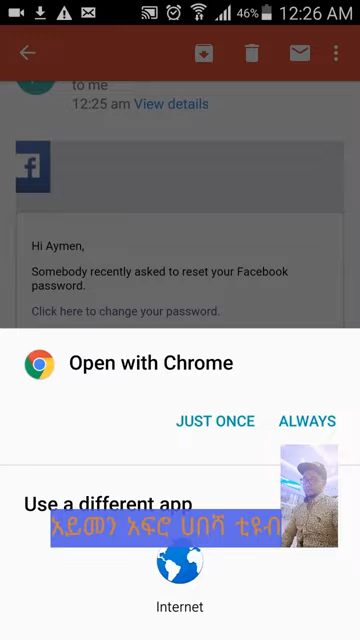 46% 12:26 AM
to me
12:25 am View details
Hi Aymen,
Somebody recently asked to reset your Facebook
password.
Click here to change your password.
Open with Chrome
JUST ONCE ALWAYS
Use a different app
አይመን አፍሮ ሀበሻ ቲዩብ
Internet